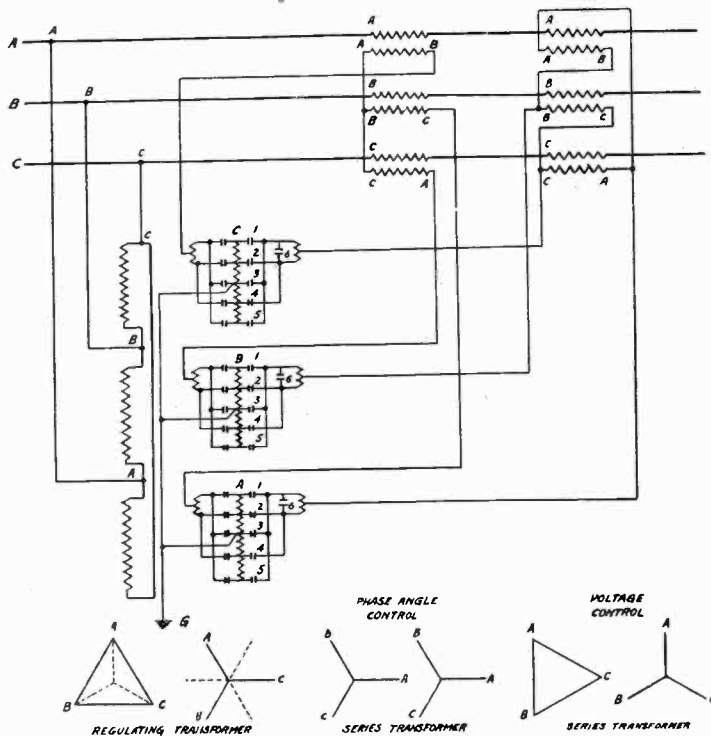 A
A
A
A
A B
A B
B
B
B
B
B C
B C
C
C
C
C
C A
C A
C
C 1
2
3
4
5
6
B
B 1
2
3
4
5
6
A
A 1
2
3
4
5
6
G
PHASE ANGLE
CONTROL
VOLTAGE
CONTROL
A
B C
A
C
B
B
A
C
B
A
C
A
C
B
A
B
C
REGULATING TRANSFORMER
SERIES TRANSFORMER
SERIES TRANSFORMER